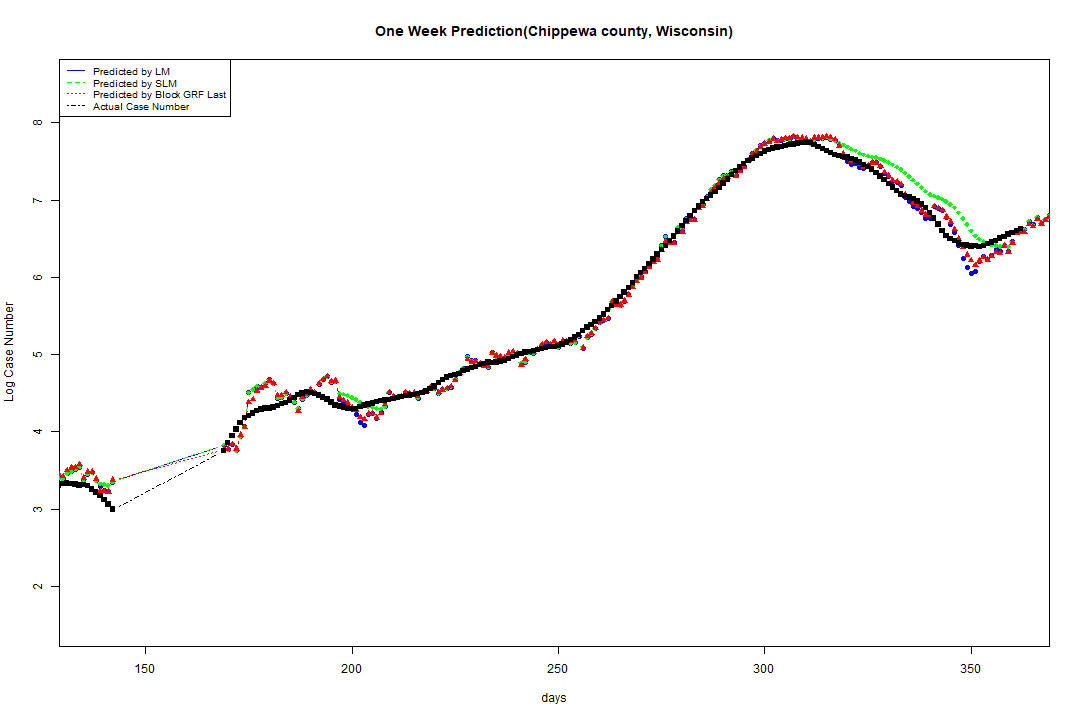 One Week Prediction(Chippewa county, Wisconsin)
Predicted by LM
Predicted by SLM
Predicted by Block GRF Last
Actual Case Number
8
7
6
5
4
3
2
Log Case Number
150 200 250 300 350
days